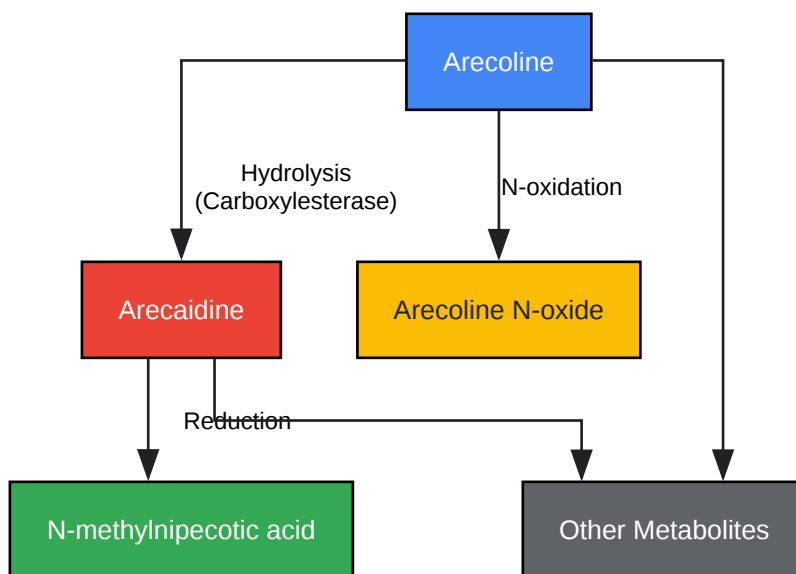 Arecoline
Hydrolysis
(Carboxylesterase)
N-oxidation
Arecaidine
Arecoline N-oxide
Reduction
N-methylnipecotic acid
Other Metabolites